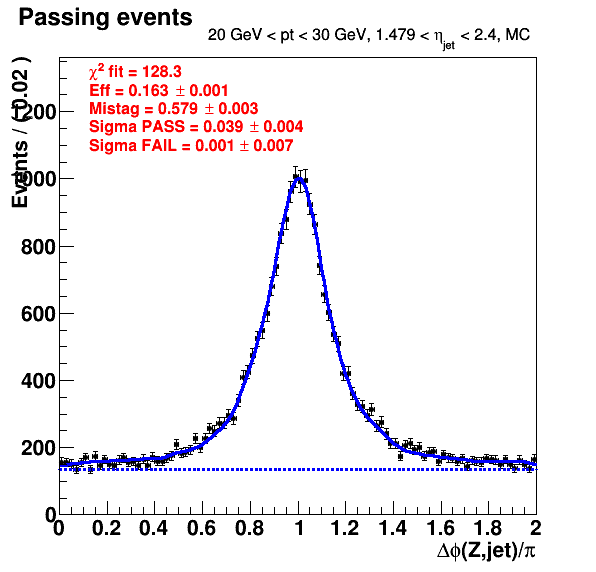 Passing events
20 GeV < pt < 30 GeV, 1.479 < η_jet < 2.4, MC
χ² fit = 128.3
Eff = 0.163 ± 0.001
Mistag = 0.579 ± 0.003
Sigma PASS = 0.039 ± 0.004
Sigma FAIL = 0.001 ± 0.007
Events / ( 0.02 )
1200
1000
800
600
400
200
0
0 0.2 0.4 0.6 0.8 1 1.2 1.4 1.6 1.8 2
Δϕ(Z,jet)/π